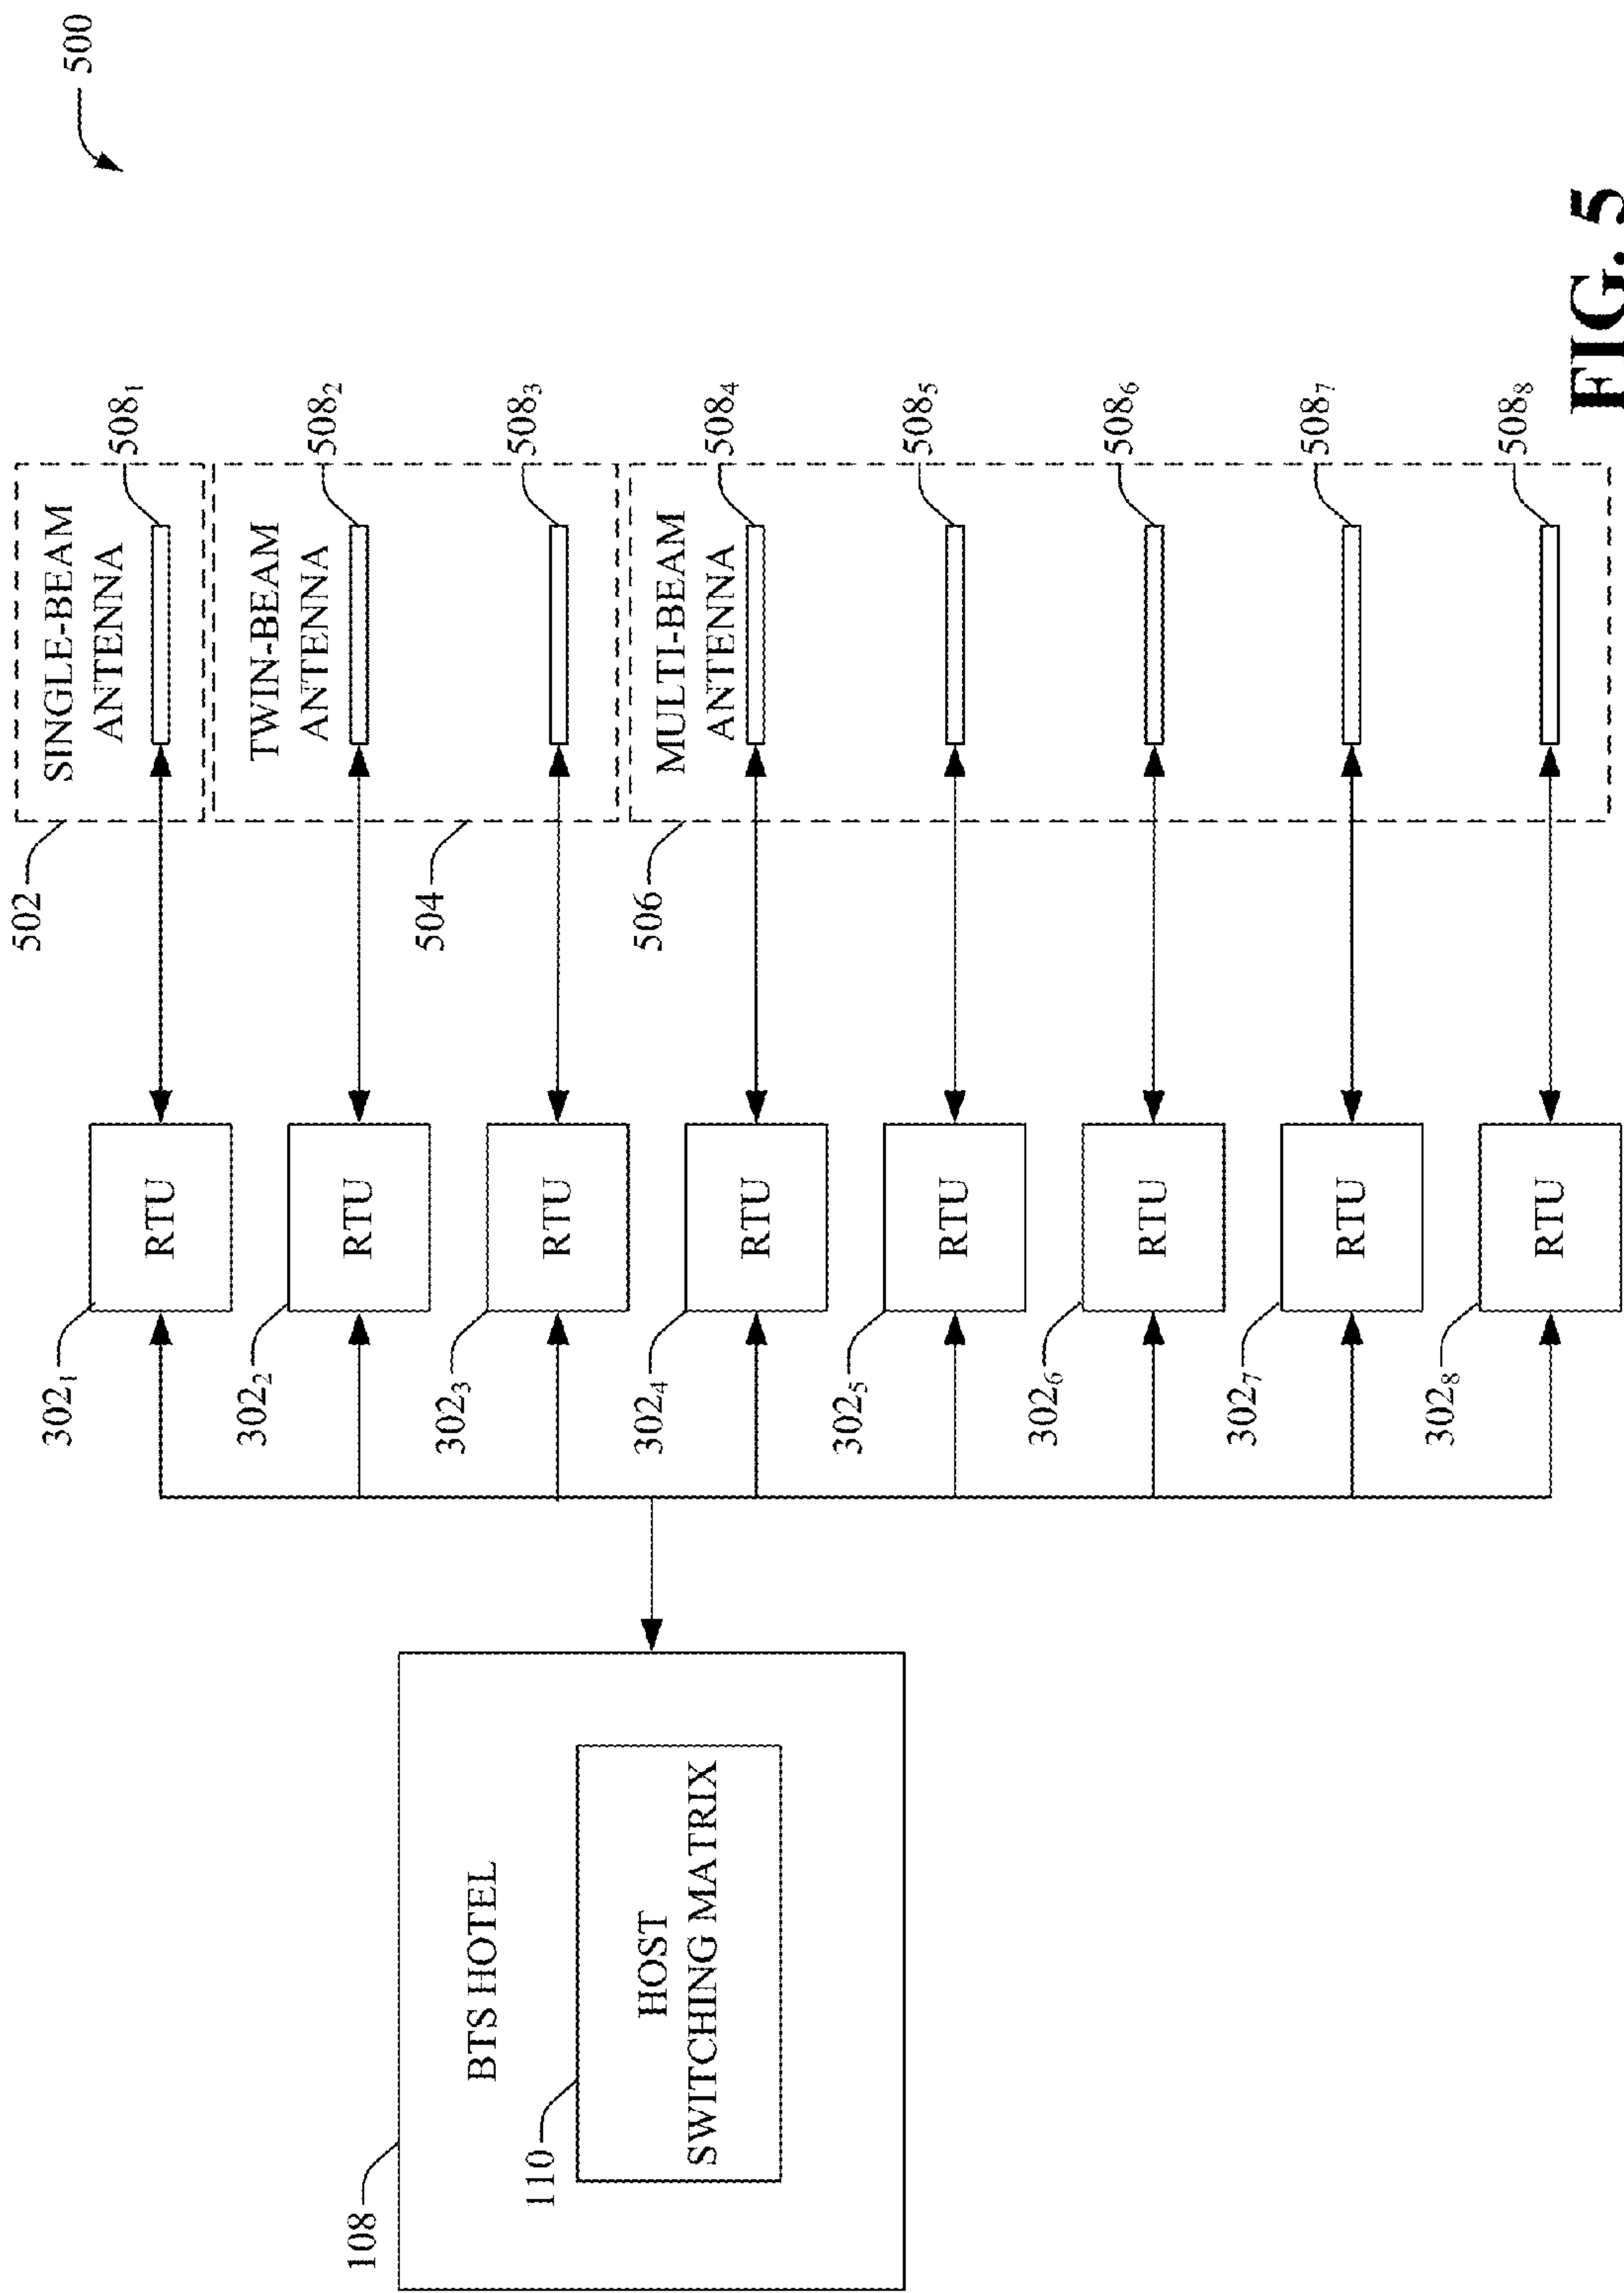 500
502
SINGLE-BEAM
ANTENNA
508₁
504
TWIN-BEAM
ANTENNA
508₂
508₃
506
MULTI-BEAM
ANTENNA
508₄
508₅
508₆
508₇
508₈
302₁
RTU
302₂
RTU
302₃
RTU
302₄
RTU
302₅
RTU
302₆
RTU
302₇
RTU
302₈
RTU
108
BTS HOTEL
110
HOST
SWITCHING MATRIX
FIG. 5